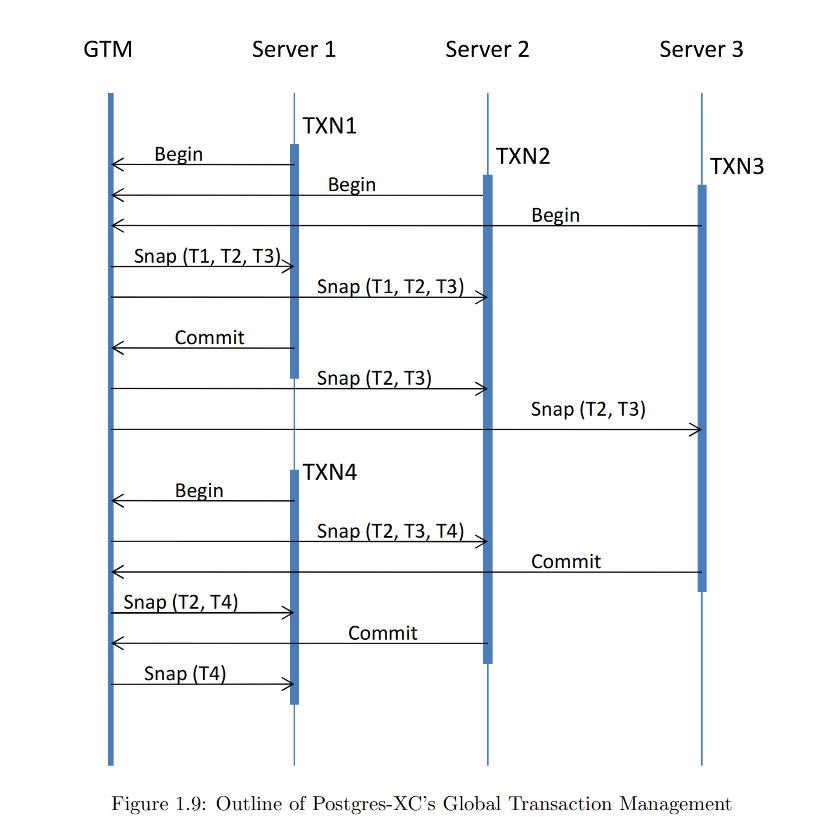 GTM Server 1 Server 2 Server 3
TXN1
Begin
TXN2
TXN3
Begin
Begin
Snap (T1, T2, T3)
Snap (T1, T2, T3)
Commit
Snap (T2, T3)
Snap (T2, T3)
TXN4
Begin
Snap (T2, T3, T4)
Commit
Snap (T2, T4)
Commit
Snap (T4)
Figure 1.9: Outline of Postgres-XC's Global Transaction Management